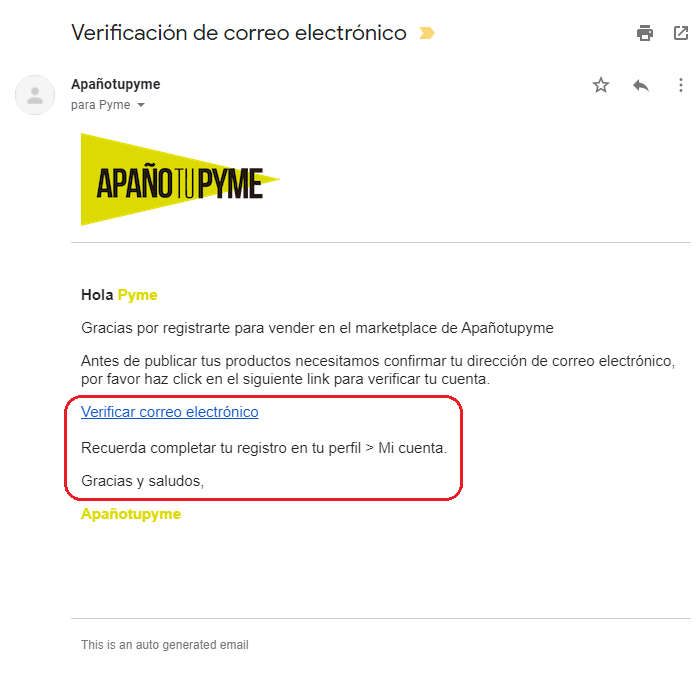 Verificación de correo electrónico
Apañotupyme
para Pyme
APAÑOTUPYME
Hola Pyme
Gracias por registrarte para vender en el marketplace de Apañotupyme
Antes de publicar tus productos necesitamos confirmar tu dirección de correo electrónico,
por favor haz click en el siguiente link para verificar tu cuenta.
Verificar correo electrónico
Recuerda completar tu registro en tu perfil > Mi cuenta.
Gracias y saludos,
Apañotupyme
This is an auto generated email